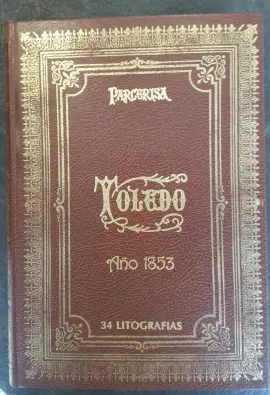 PARCERISA
TOLEDO
Año 1853
34 LITOGRAFIAS